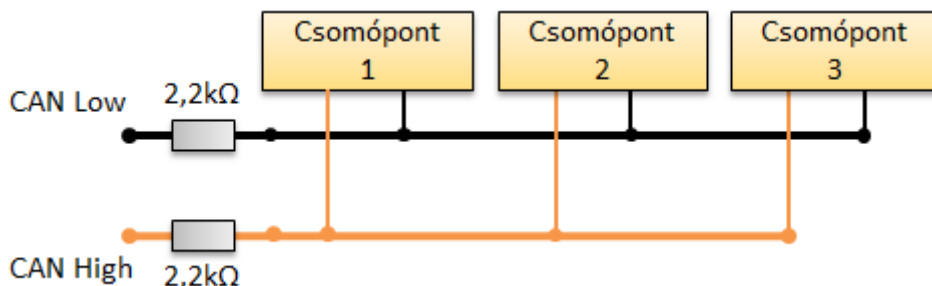 Csomópont
1
Csomópont
2
Csomópont
3
CAN Low
2,2kΩ
CAN High
2,2kΩ